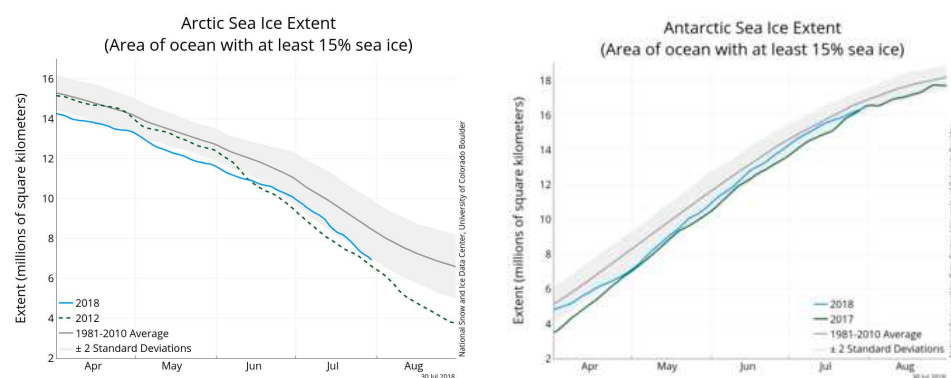 Arctic Sea Ice Extent
(Area of ocean with at least 15% sea ice)
Extent (millions of square kilometers)
16
14
12
10
8
6
4
2
Apr May Jun Jul Aug
2018
2012
1981-2010 Average
± 2 Standard Deviations
National Snow and Ice Data Center, University of Colorado Boulder
30 Jul 2018
Antarctic Sea Ice Extent
(Area of ocean with at least 15% sea ice)
Extent (millions of square kilometers)
18
16
14
12
10
8
6
4
2
Apr May Jun Jul Aug
2018
2017
1981-2010 Average
± 2 Standard Deviations